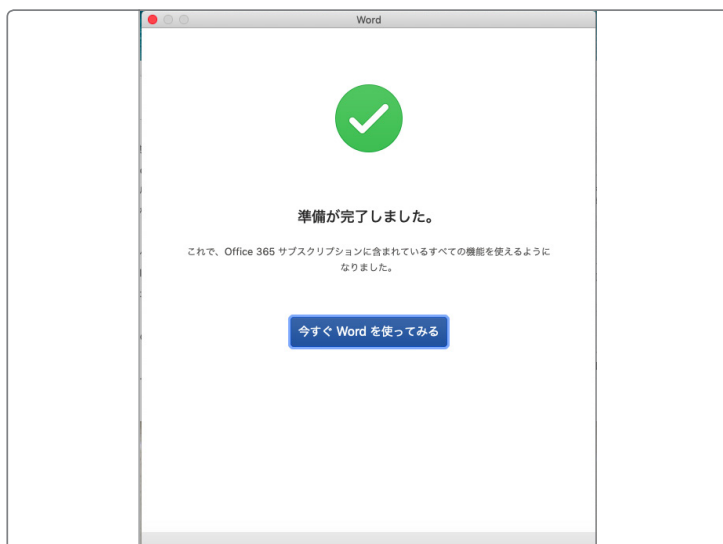 Word
準備が完了しました。
これで、Office 365 サブスクリプションに含まれているすべての機能を使えるように
なりました。
今すぐ Word を使ってみる